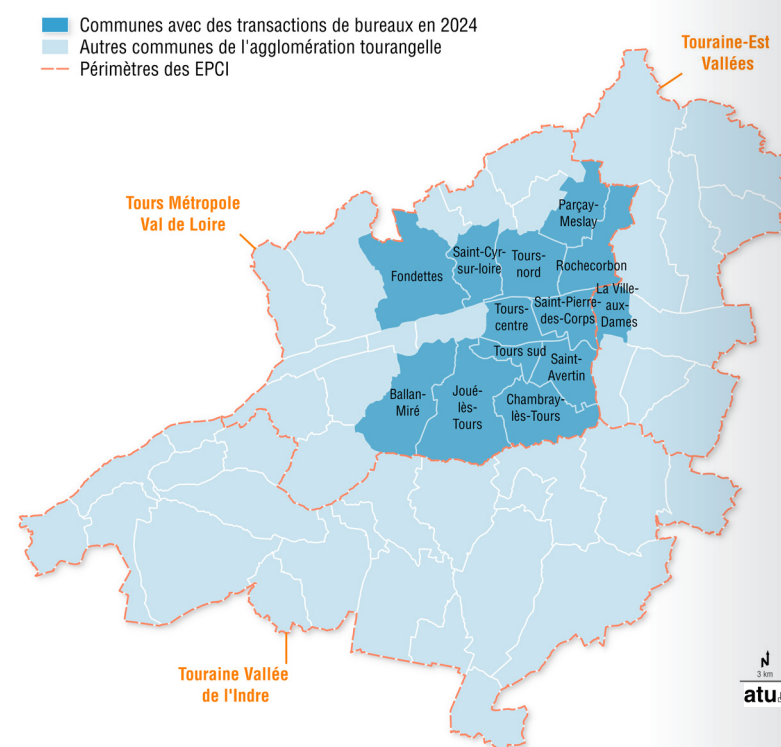 Communes avec des transactions de bureaux en 2024
Autres communes de l'agglomération tourangelle
Périmètres des EPCI
Touraine-Est
Vallées
Tours Métropole
Val de Loire
Parçay-
Meslay
Saint-Cyr-
sur-loire
Tours-
nord
Rochecorbon
Fondettes
La Ville-
aux-
Dames
Tours-
centre
Saint-Pierre-
des-Corps
Tours sud
Saint-
Avertin
Ballan-
Miré
Joué-
lès-
Tours
Chambray-
lès-Tours
Touraine Vallée
de l'Indre
N
3 km
atu